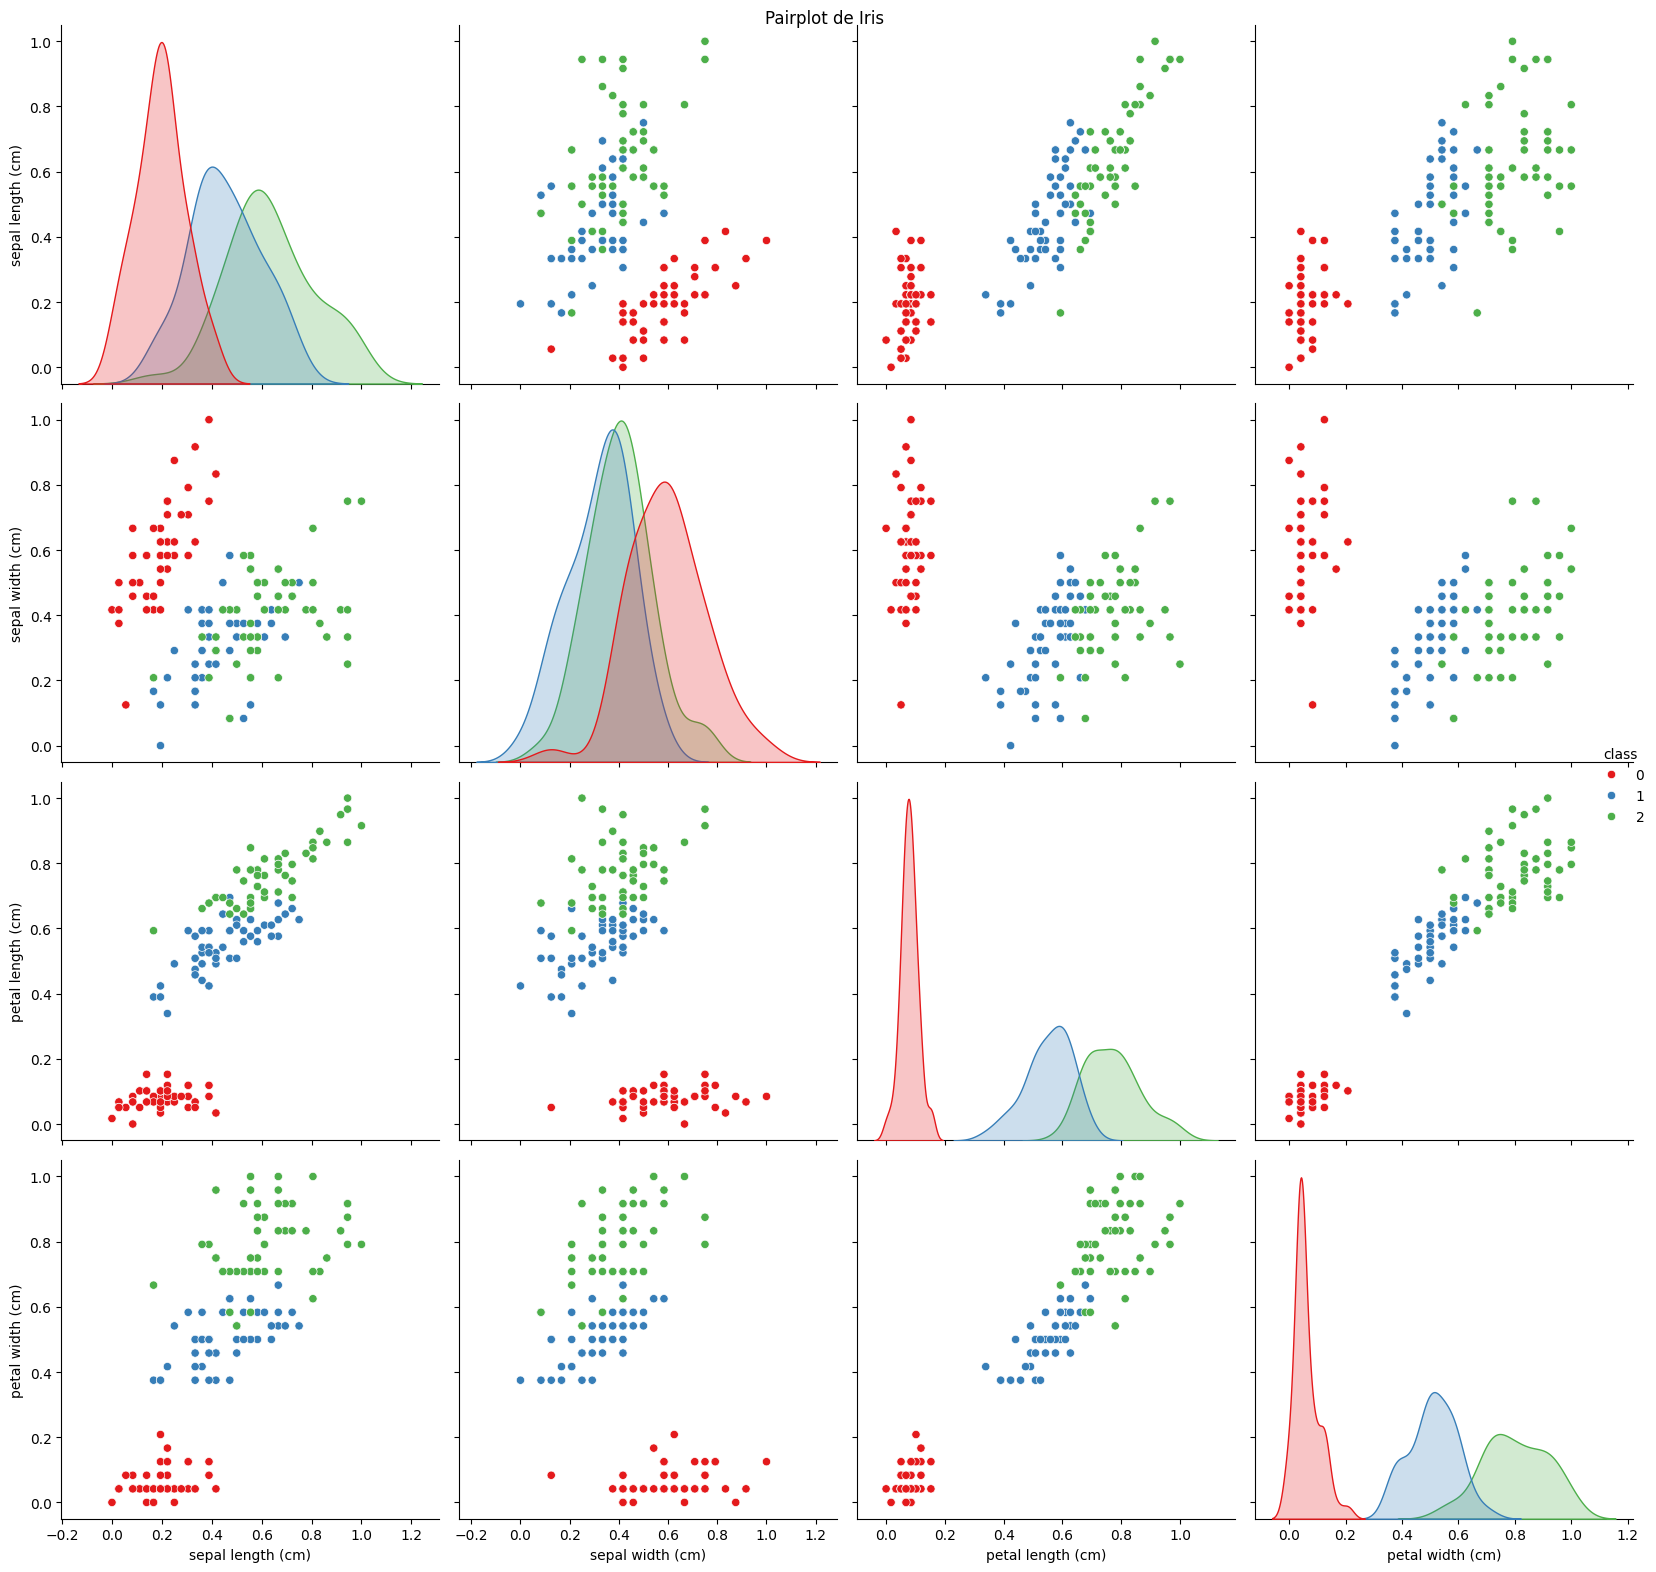 Pairplot de Iris
1.0
0.8
0.6
0.4
0.2
0.0
sepal length (cm)
1.0
0.8
0.6
0.4
0.2
0.0
sepal width (cm)
class
0
1
2
1.0
0.8
0.6
0.4
0.2
0.0
petal length (cm)
1.0
0.8
0.6
0.4
0.2
0.0
petal width (cm)
−0.2 0.0 0.2 0.4 0.6 0.8 1.0 1.2
sepal length (cm)
−0.2 0.0 0.2 0.4 0.6 0.8 1.0 1.2
sepal width (cm)
0.0 0.2 0.4 0.6 0.8 1.0
petal length (cm)
0.0 0.2 0.4 0.6 0.8 1.0 1.2
petal width (cm)